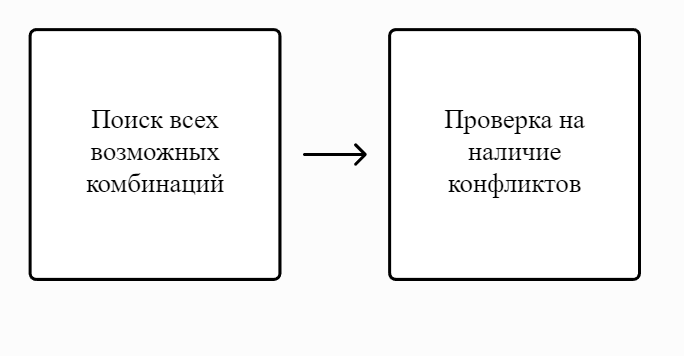 Поиск всех
возможных
комбинаций
Проверка на
наличие
конфликтов